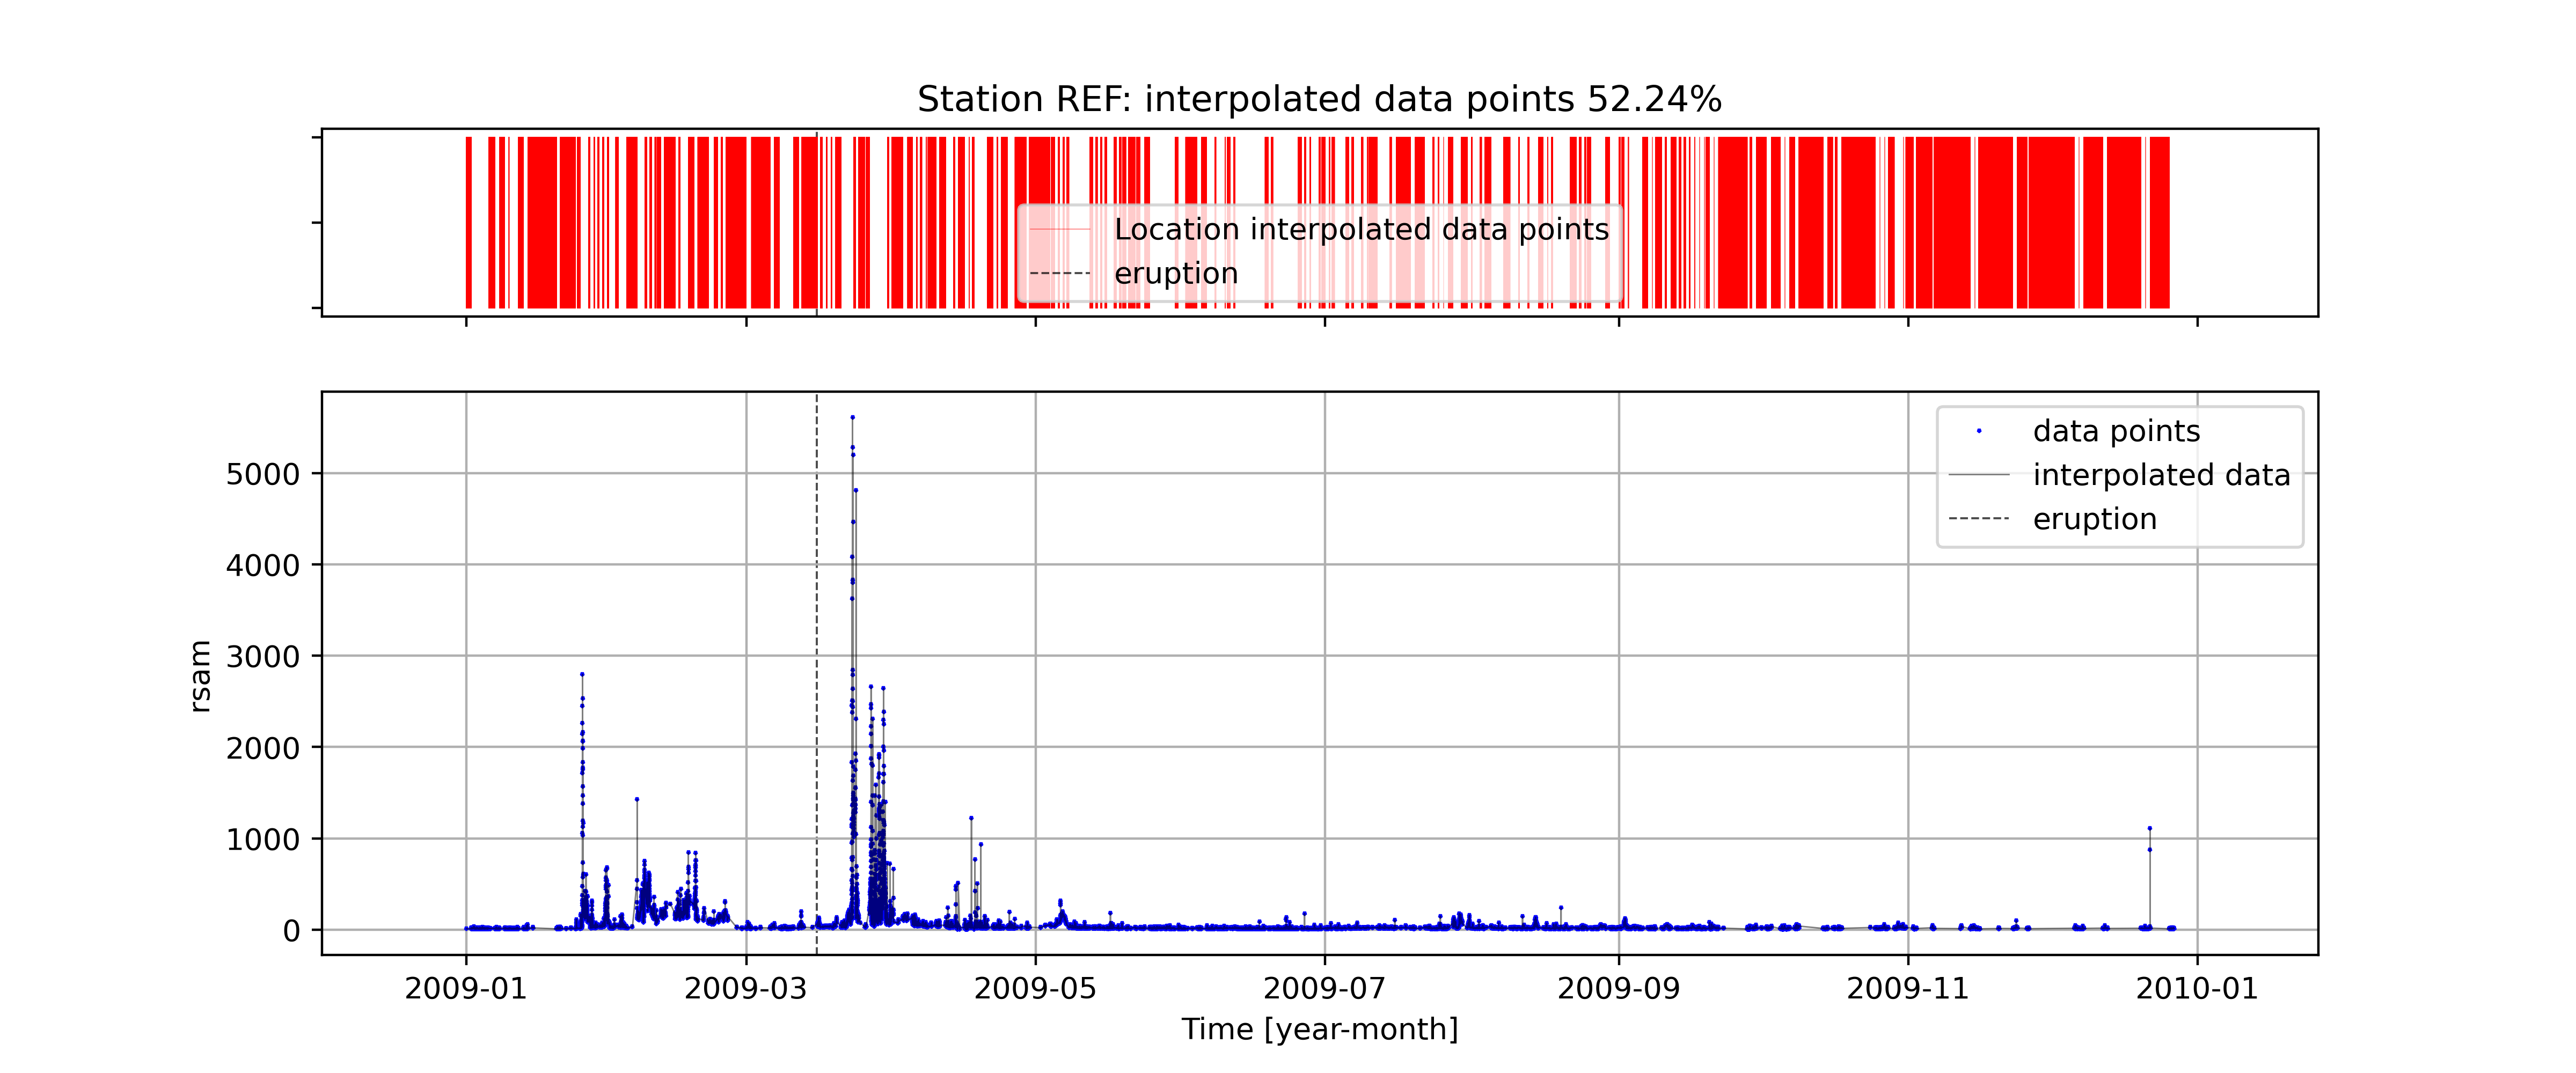 Station REF: interpolated data points 52.24%
Location interpolated data points
eruption
data points
interpolated data
eruption
rsam
5000
4000
3000
2000
1000
0
2009-01 2009-03 2009-05 2009-07 2009-09 2009-11 2010-01
Time [year-month]